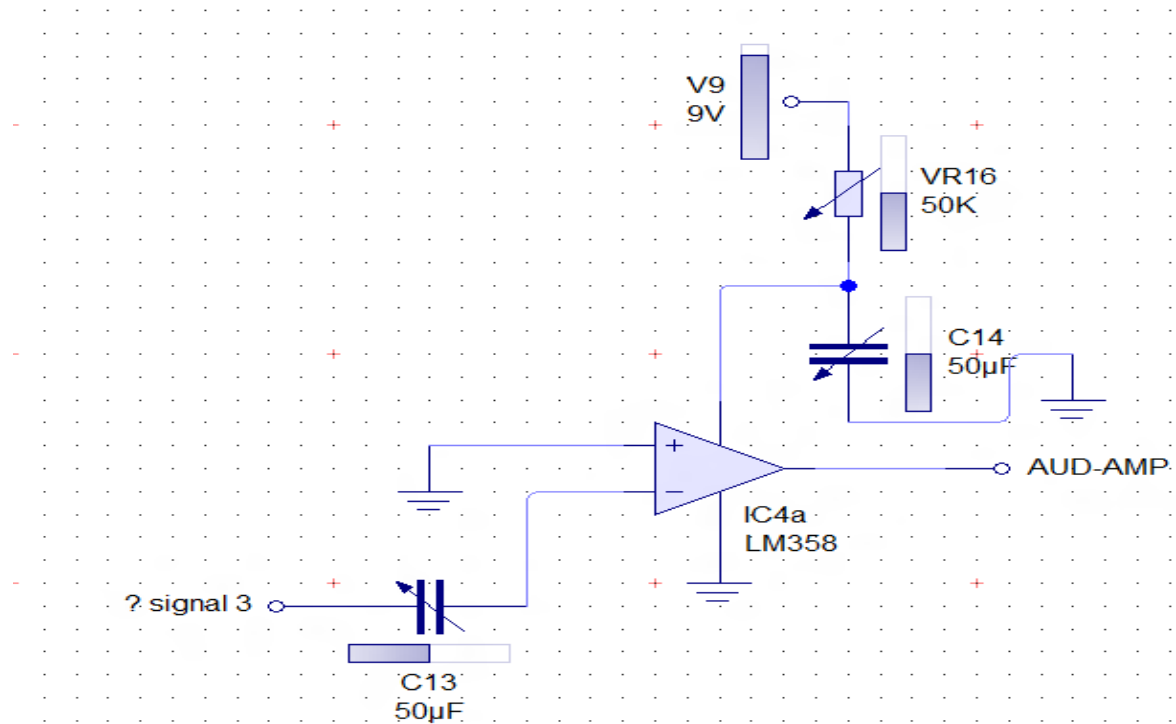 V9
9V
VR16
50K
C14
50µF
+
−
AUD-AMP
IC4a
LM358
? signal 3
C13
50µF